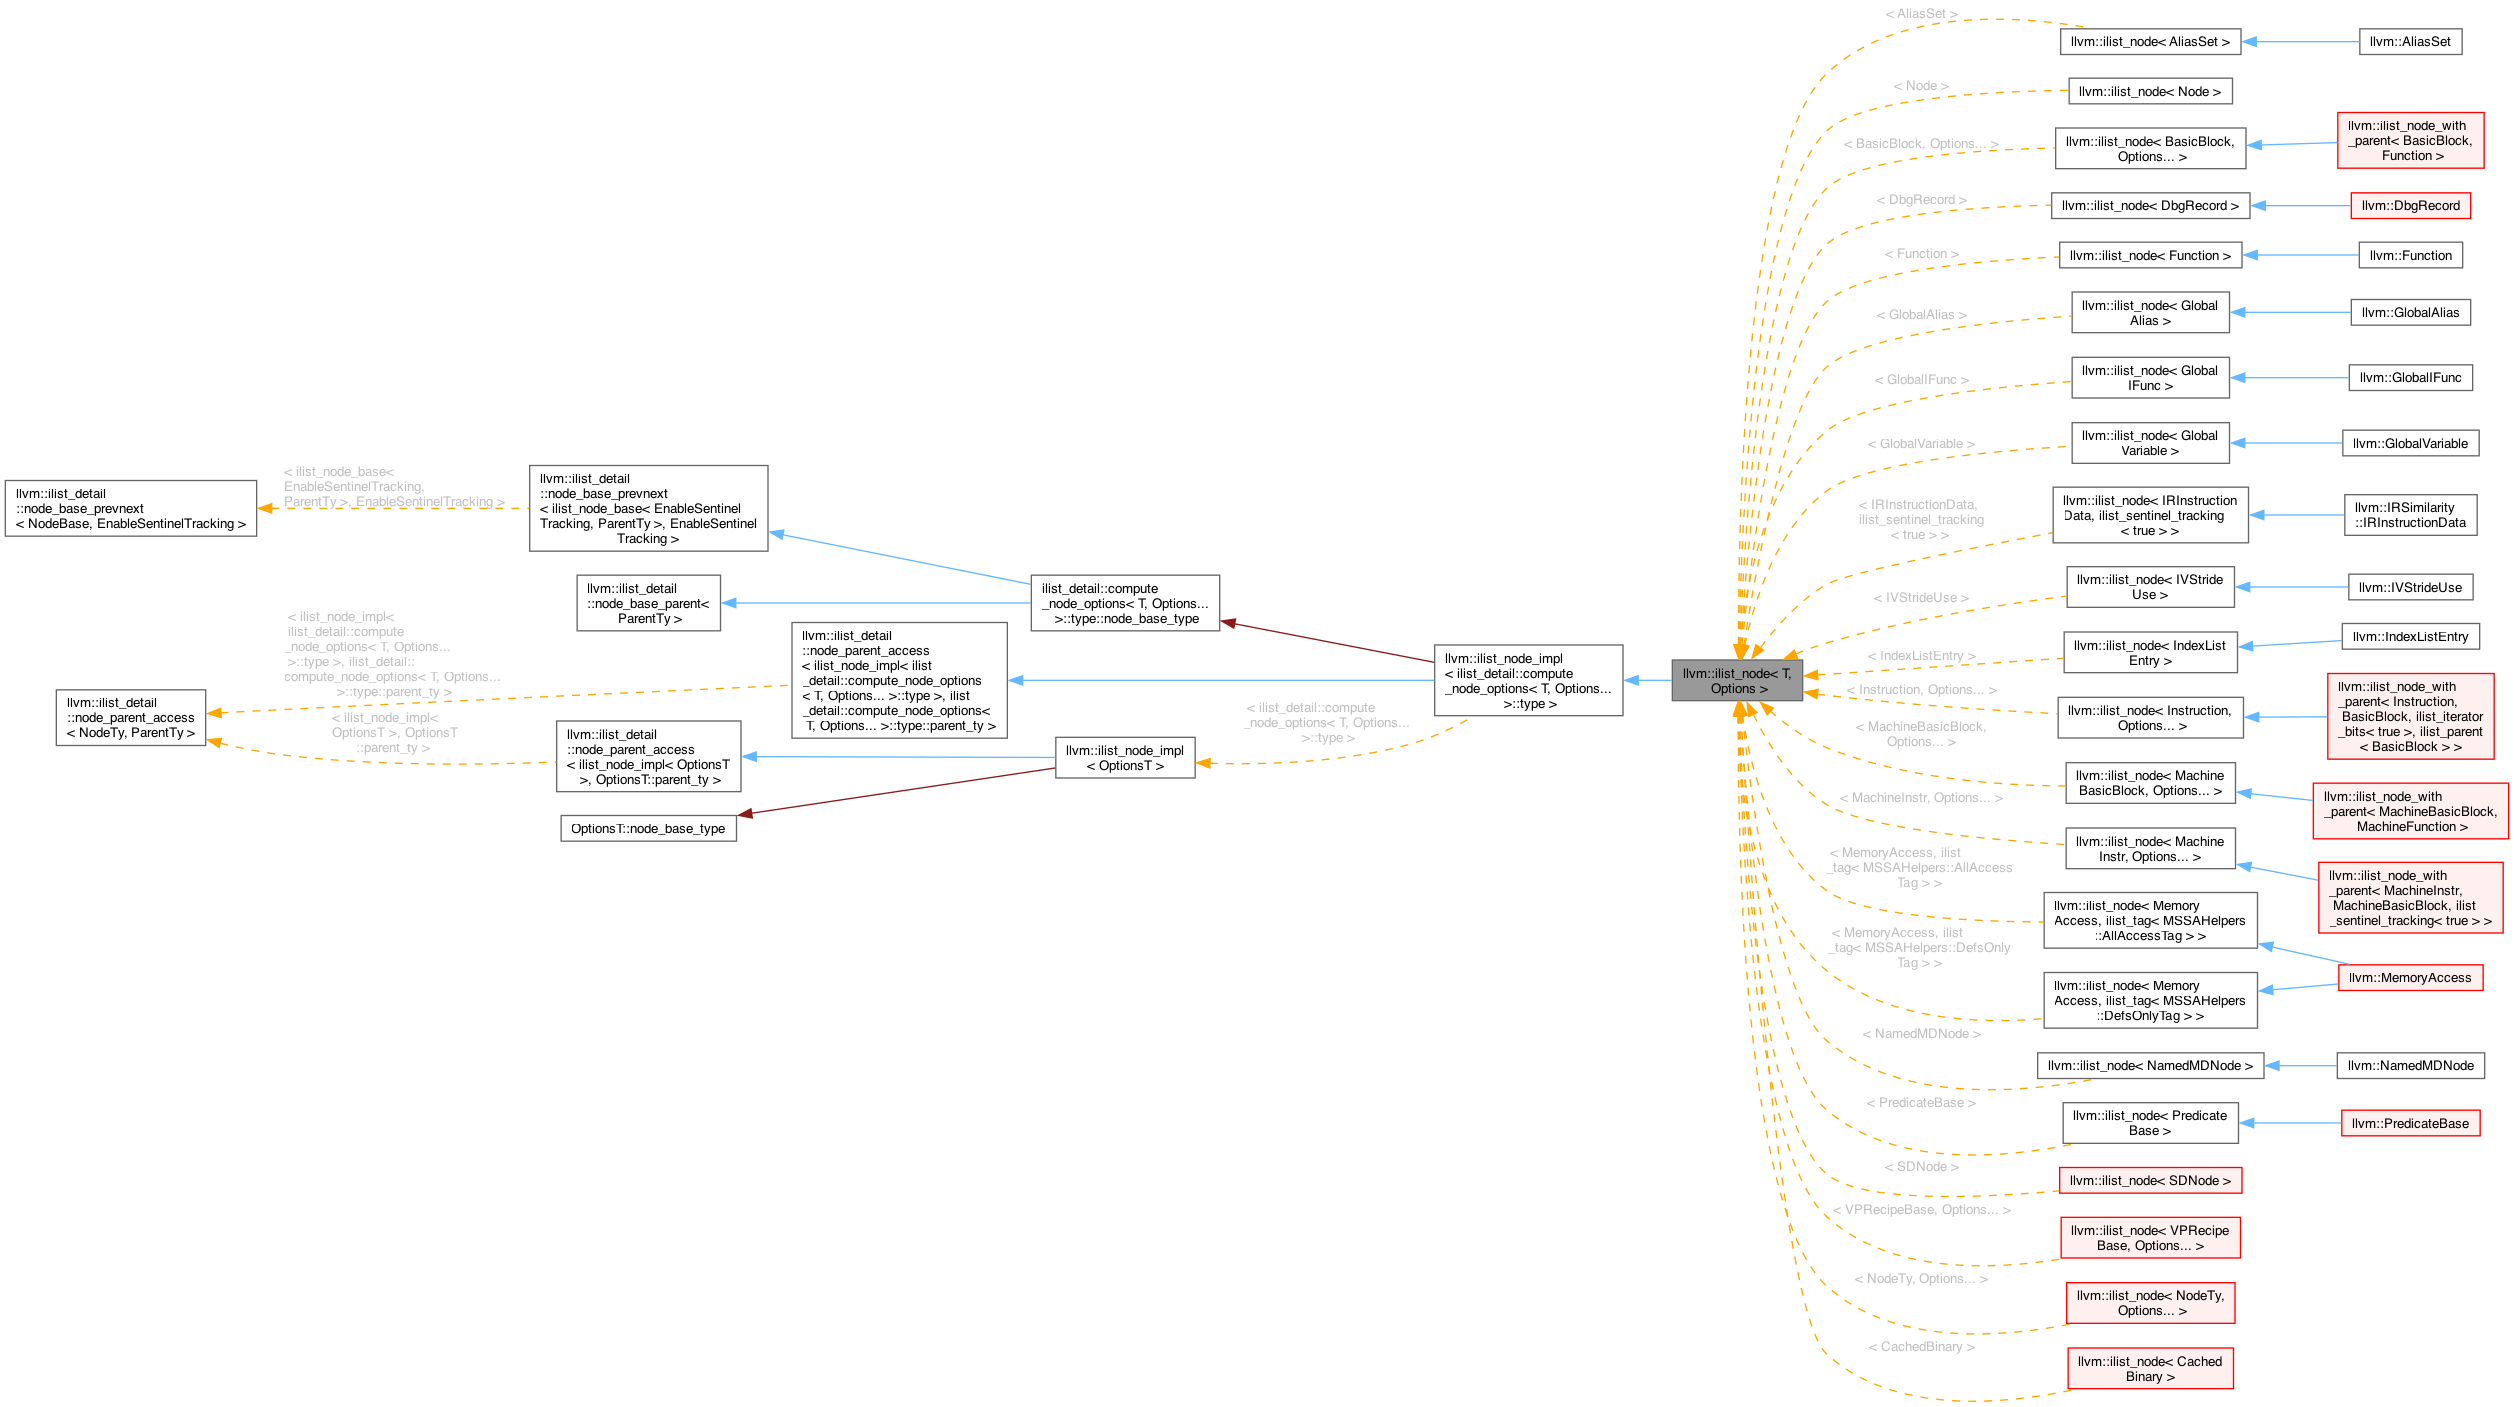 llvm::ilist_detail
::node_base_prevnext
< NodeBase, EnableSentinelTracking >
llvm::ilist_detail
::node_parent_access
< NodeTy, ParentTy >
< ilist_node_base<
EnableSentinelTracking,
ParentTy >, EnableSentinelTracking >
< ilist_node_impl<
ilist_detail::compute
_node_options< T, Options...
>::type >, ilist_detail::
compute_node_options< T, Options...
>::type::parent_ty >
< ilist_node_impl<
OptionsT >, OptionsT
::parent_ty >
llvm::ilist_detail
::node_base_prevnext
< ilist_node_base< EnableSentinel
Tracking, ParentTy >, EnableSentinel
Tracking >
llvm::ilist_detail
::node_base_parent<
ParentTy >
llvm::ilist_detail
::node_parent_access
< ilist_node_impl< ilist
_detail::compute_node_options
< T, Options... >::type >, ilist
_detail::compute_node_options<
T, Options... >::type::parent_ty >
llvm::ilist_detail
::node_parent_access
< ilist_node_impl< OptionsT
>, OptionsT::parent_ty >
OptionsT::node_base_type
ilist_detail::compute
_node_options< T, Options...
>::type::node_base_type
llvm::ilist_node_impl
< OptionsT >
< ilist_detail::compute
_node_options< T, Options...
>::type >
llvm::ilist_node_impl
< ilist_detail::compute
_node_options< T, Options...
>::type >
llvm::ilist_node< T,
Options >
< AliasSet >
llvm::ilist_node< AliasSet >
llvm::AliasSet
< Node >
llvm::ilist_node< Node >
< BasicBlock, Options... >
llvm::ilist_node< BasicBlock,
Options... >
llvm::ilist_node_with
_parent< BasicBlock,
Function >
< DbgRecord >
llvm::ilist_node< DbgRecord >
llvm::DbgRecord
< Function >
llvm::ilist_node< Function >
llvm::Function
< GlobalAlias >
llvm::ilist_node< Global
Alias >
llvm::GlobalAlias
< GlobalIFunc >
llvm::ilist_node< Global
IFunc >
llvm::GlobalIFunc
< GlobalVariable >
llvm::ilist_node< Global
Variable >
llvm::GlobalVariable
< IRInstructionData,
ilist_sentinel_tracking
< true > >
llvm::ilist_node< IRInstruction
Data, ilist_sentinel_tracking
< true > >
llvm::IRSimilarity
::IRInstructionData
< IVStrideUse >
llvm::ilist_node< IVStride
Use >
llvm::IVStrideUse
< IndexListEntry >
llvm::ilist_node< IndexList
Entry >
llvm::IndexListEntry
< Instruction, Options... >
llvm::ilist_node< Instruction,
Options... >
llvm::ilist_node_with
_parent< Instruction,
BasicBlock, ilist_iterator
_bits< true >, ilist_parent
< BasicBlock > >
< MachineBasicBlock,
Options... >
llvm::ilist_node< Machine
BasicBlock, Options... >
llvm::ilist_node_with
_parent< MachineBasicBlock,
MachineFunction >
< MachineInstr, Options... >
llvm::ilist_node< Machine
Instr, Options... >
llvm::ilist_node_with
_parent< MachineInstr,
MachineBasicBlock, ilist
_sentinel_tracking< true > >
< MemoryAccess, ilist
_tag< MSSAHelpers::AllAccess
Tag > >
llvm::ilist_node< Memory
Access, ilist_tag< MSSAHelpers
::AllAccessTag > >
< MemoryAccess, ilist
_tag< MSSAHelpers::DefsOnly
Tag > >
llvm::ilist_node< Memory
Access, ilist_tag< MSSAHelpers
::DefsOnlyTag > >
llvm::MemoryAccess
< NamedMDNode >
llvm::ilist_node< NamedMDNode >
llvm::NamedMDNode
< PredicateBase >
llvm::ilist_node< Predicate
Base >
llvm::PredicateBase
< SDNode >
llvm::ilist_node< SDNode >
< VPRecipeBase, Options... >
llvm::ilist_node< VPRecipe
Base, Options... >
< NodeTy, Options... >
llvm::ilist_node< NodeTy,
Options... >
< CachedBinary >
llvm::ilist_node< Cached
Binary >